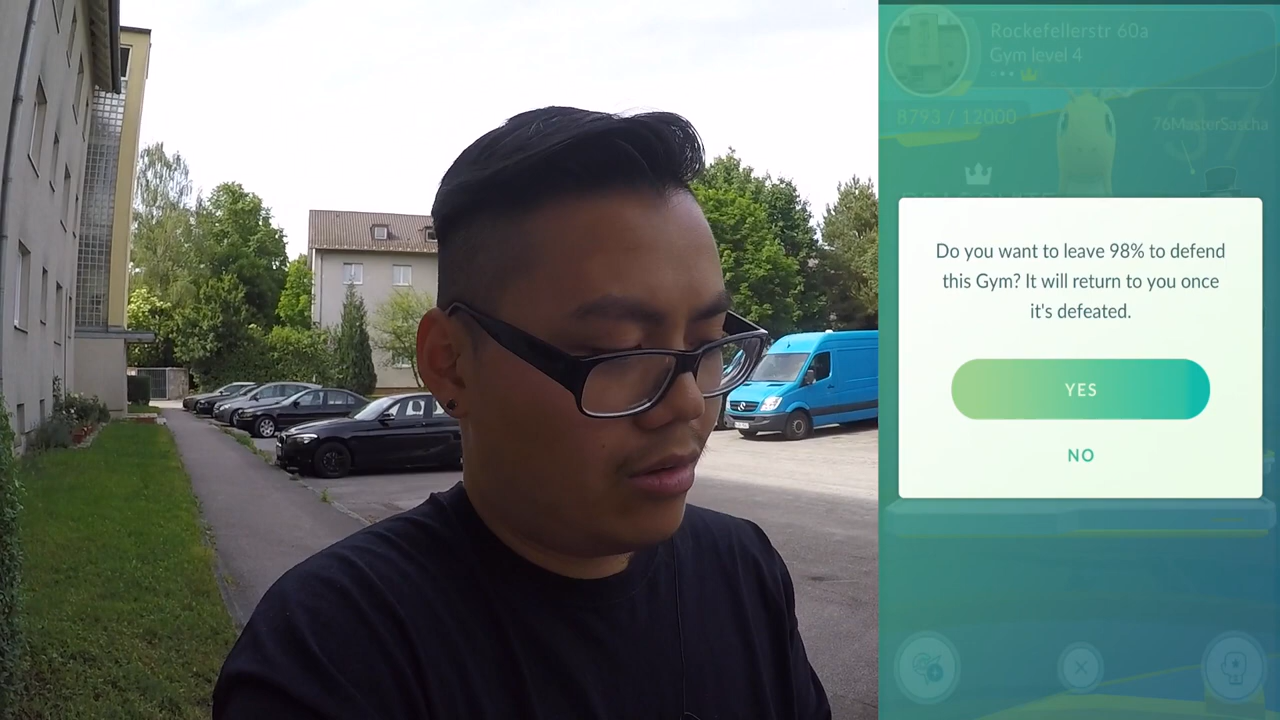 Rockefellerstr 60a
Gym level 4
8793 / 12000
76MasterSascha
Do you want to leave 98% to defend
this Gym? It will return to you once
it's defeated.
YES
NO